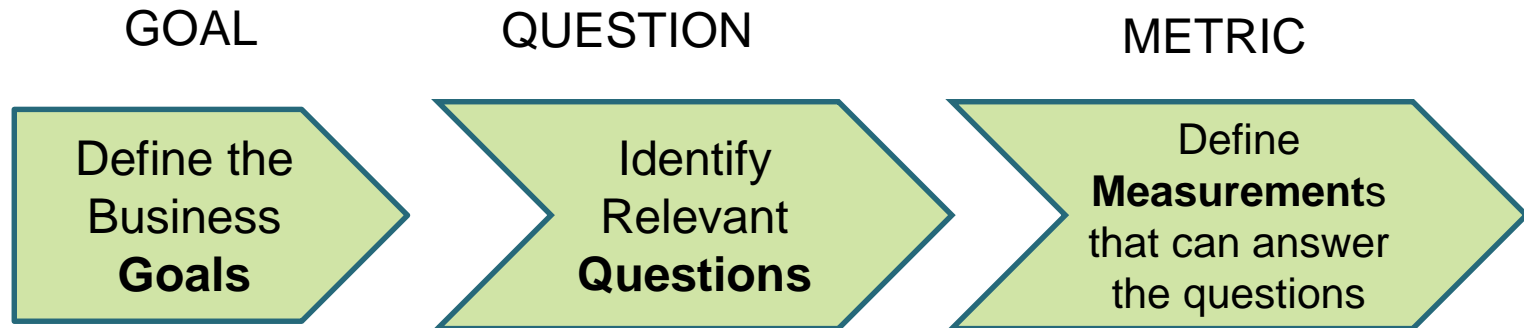 GOAL
QUESTION
METRIC
Define the
Business
Goals
Identify
Relevant
Questions
Define
Measurements
that can answer
the questions